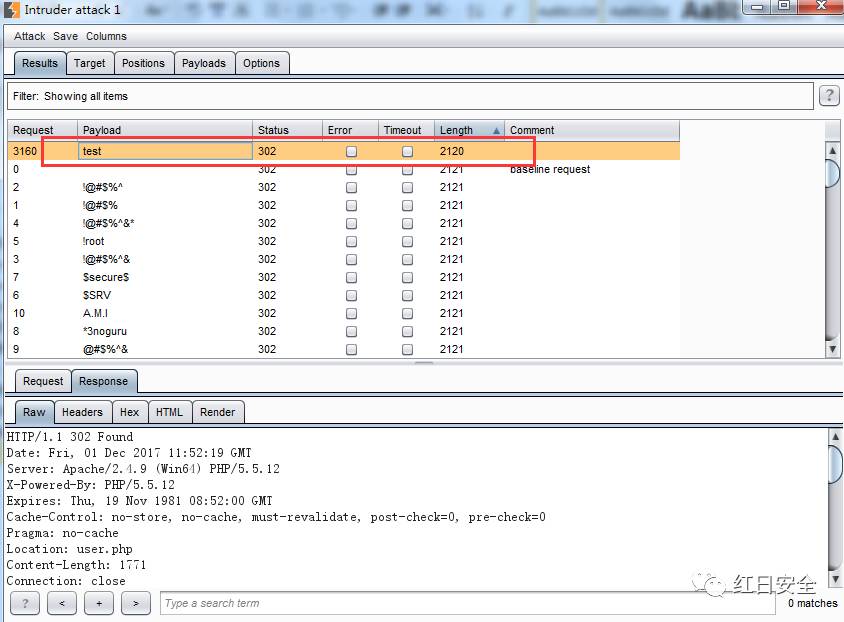 Intruder attack 1
Attack Save Columns
Results Target Positions Payloads Options
Filter: Showing all items
?
Request Payload Status Error Timeout Length Comment
3160 test 302 2120
0 302 2121 baseline request
2 !@#$%^ 302 2121
1 !@#$% 302 2121
4 !@#$%^&* 302 2121
5 !root 302 2121
3 !@#$%^& 302 2121
7 $secure$ 302 2121
6 $SRV 302 2121
10 A.M.I 302 2121
8 *3noguru 302 2121
9 @#$%^& 302 2121
Request Response
Raw Headers Hex HTML Render
HTTP/1.1 302 Found
Date: Fri, 01 Dec 2017 11:52:19 GMT
Server: Apache/2.4.9 (Win64) PHP/5.5.12
X-Powered-By: PHP/5.5.12
Expires: Thu, 19 Nov 1981 08:52:00 GMT
Cache-Control: no-store, no-cache, must-revalidate, post-check=0, pre-check=0
Pragma: no-cache
Location: user.php
Content-Length: 1771
Connection: close
红日安全
? < + > Type a search term 0 matches